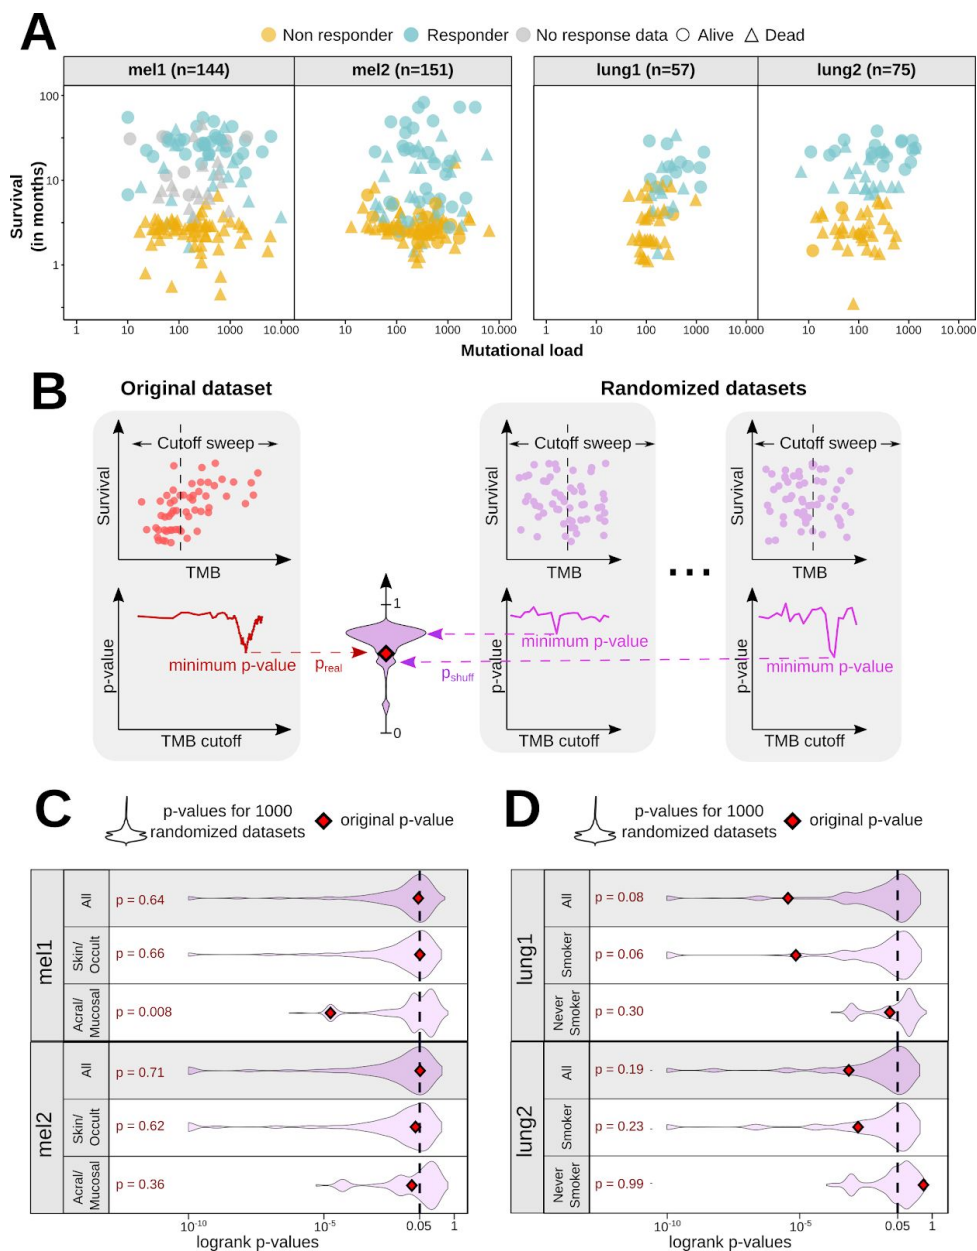 A
Non responder
Responder
No response data
Alive
Dead
mel1 (n=144)
mel2 (n=151)
lung1 (n=57)
lung2 (n=75)
Survival
(in months)
100
10
1
1
10
100
1000
10.000
1
10
100
1000
10.000
1
10
100
1000
10.000
1
10
100
1000
10.000
Mutational load
B
Original dataset
Randomized datasets
Cutoff sweep
Survival
TMB
Cutoff sweep
Survival
TMB
Cutoff sweep
Survival
TMB
...
p-value
minimum p-value
TMB cutoff
1
0
p_real
p_shuff
p-value
minimum p-value
TMB cutoff
p-value
minimum p-value
TMB cutoff
C
p-values for 1000
randomized datasets
original p-value
mel1
All
p = 0.64
Skin/
Occult
p = 0.66
Acral/
Mucosal
p = 0.008
mel2
All
p = 0.71
Skin/
Occult
p = 0.62
Acral/
Mucosal
p = 0.36
10^-10
10^-5
0.05
1
logrank p-values
D
p-values for 1000
randomized datasets
original p-value
lung1
All
p = 0.08
Smoker
p = 0.06
Never
Smoker
p = 0.30
lung2
All
p = 0.19
Smoker
p = 0.23
Never
Smoker
p = 0.99
10^-10
10^-5
0.05
1
logrank p-values